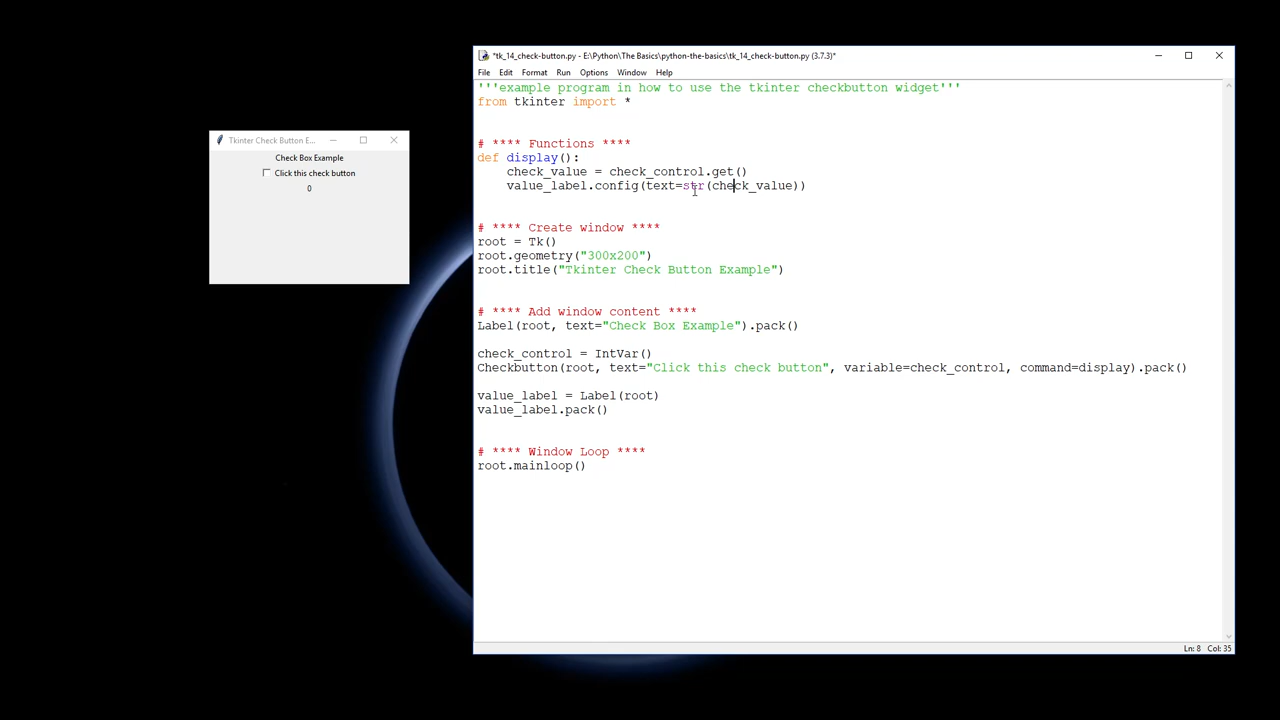 Tkinter Check Button E...
Check Box Example
Click this check button
0
*tk_14_check-button.py - E:\Python\The Basics\python-the-basics\tk_14_check-button.py (3.7.3)*
File Edit Format Run Options Window Help
'''example program in how to use the tkinter checkbutton widget'''
from tkinter import *
# **** Functions ****
def display():
    check_value = check_control.get()
    value_label.config(text=str(check_value))
# **** Create window ****
root = Tk()
root.geometry("300x200")
root.title("Tkinter Check Button Example")
# **** Add window content ****
Label(root, text="Check Box Example").pack()
check_control = IntVar()
Checkbutton(root, text="Click this check button", variable=check_control, command=display).pack()
value_label = Label(root)
value_label.pack()
# **** Window Loop ****
root.mainloop()
Ln: 8 Col: 35